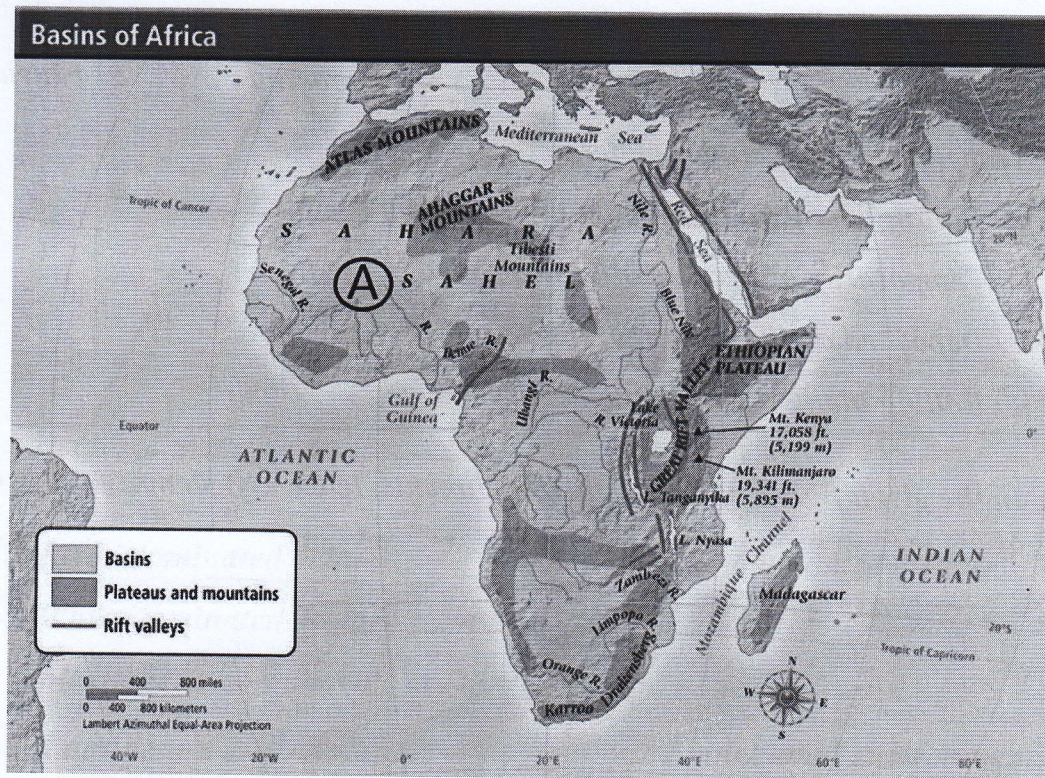 Basins of Africa
ATLAS MOUNTAINS
Mediterranean Sea
Tropic of Cancer
AHAGGAR
MOUNTAINS
Nile R.
Red
Sea
20°N
S A H A R A
Tibesti
Mountains
Senegal R.
A
S A H E L
R.
Benue R.
Blue Nile
ETHIOPIAN
PLATEAU
Gulf of
Guinea
Ubangi R.
R.
Lake
Victoria
GREAT RIFT VALLEY
Mt. Kenya
17,058 ft.
(5,199 m)
Equator
0°
ATLANTIC
OCEAN
Mt. Kilimanjaro
19,341 ft.
(5,895 m)
L. Tanganyika
L. Nyasa
Mozambique Channel
INDIAN
OCEAN
Basins
Plateaus and mountains
Rift valleys
Zambezi R.
Madagascar
Limpopo R.
20°S
Tropic of Capricorn
Orange R.
Drakensberg
Karroo
N
W E
S
0 400 800 miles
0 400 800 kilometers
Lambert Azimuthal Equal-Area Projection
40°W 20°W 0° 20°E 40°E 60°E 80°E